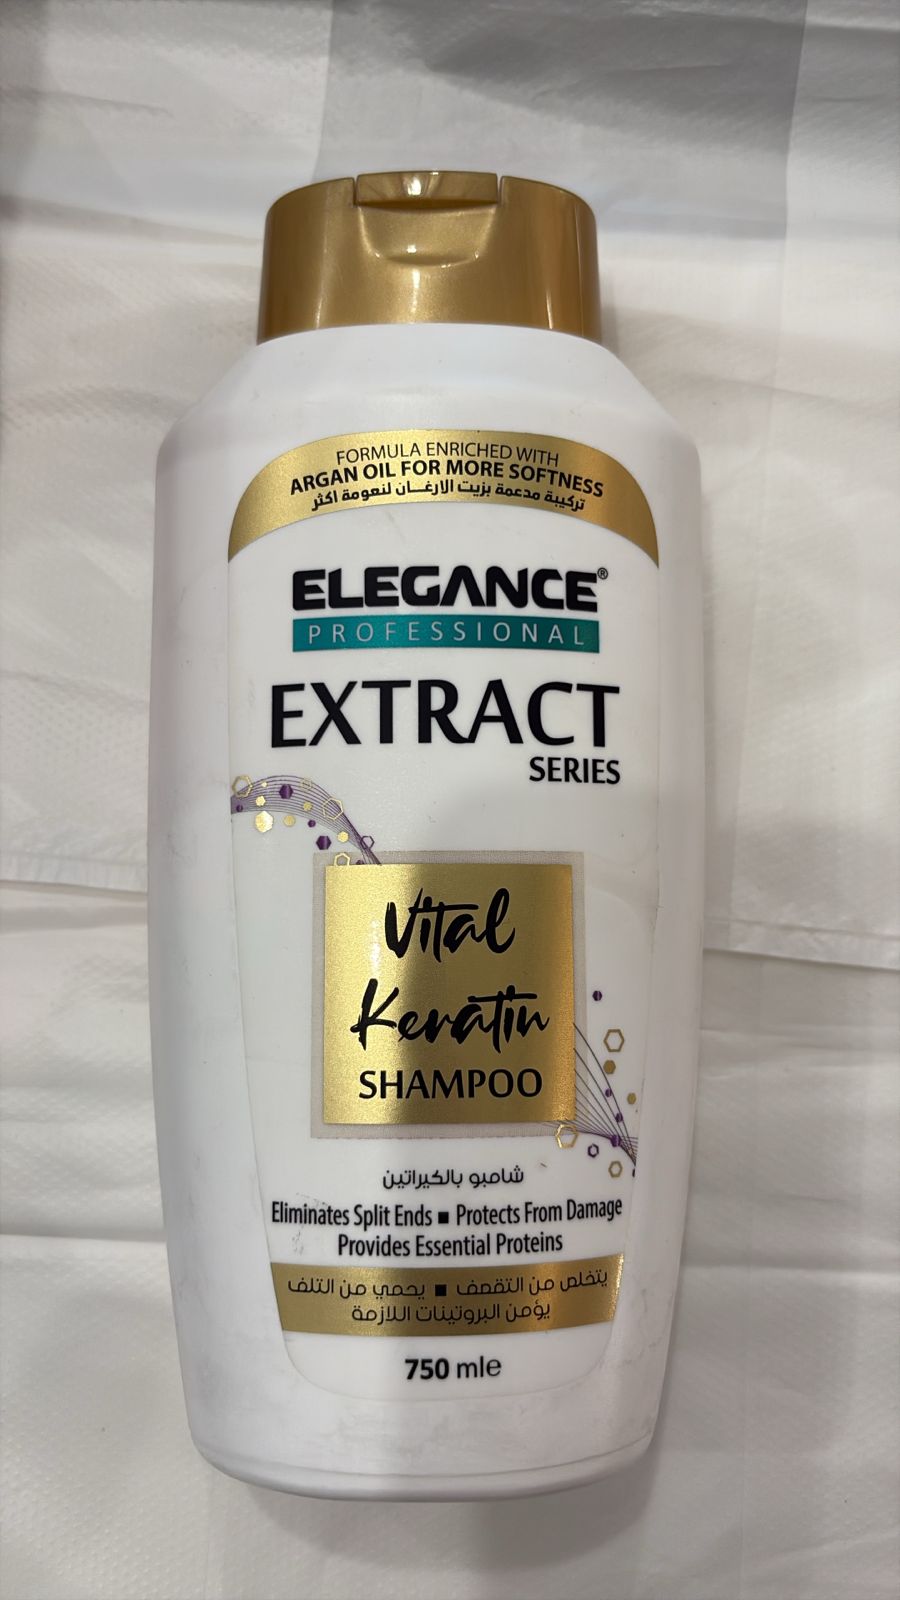 FORMULA ENRICHED WITH
ARGAN OIL FOR MORE SOFTNESS
تركيبة مدعمة بزيت الارغـــان لنعومة اكثر
ELEGANCE®
PROFESSIONAL
EXTRACT
SERIES
Vital
Keratin
SHAMPOO
شامبو بالكيراتين
Eliminates Split Ends ■ Protects From Damage
Provides Essential Proteins
يتخلص من التقصف ■ يحمي من التلف
يؤمن البروتينات اللازمة
750 ml℮